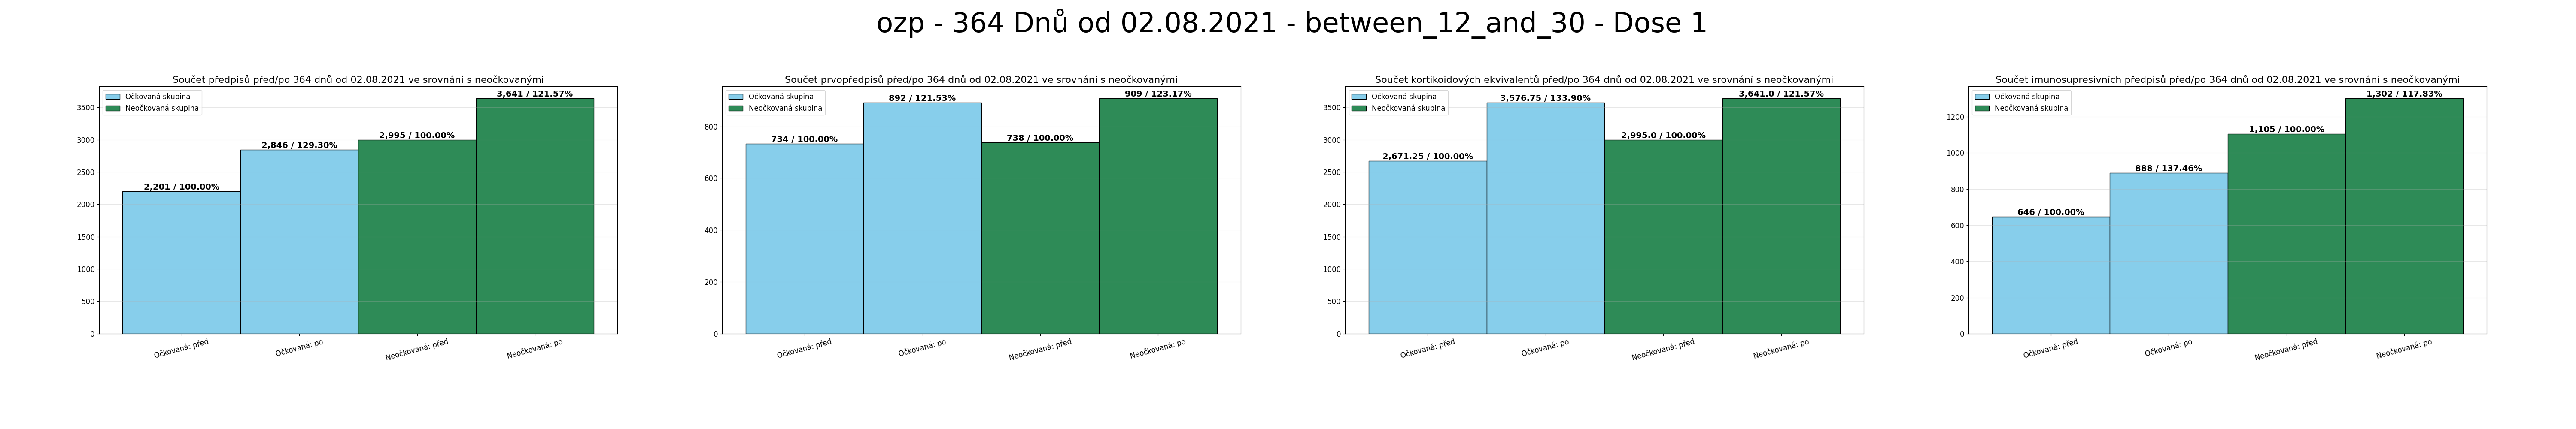 ozp - 364 Dnů od 02.08.2021 - between_12_and_30 - Dose 1
Součet předpisů před/po 364 dnů od 02.08.2021 ve srovnání s neočkovanými
Očkovaná skupina
Neočkovaná skupina
3500
3000
2500
2000
1500
1000
500
0
2,201 / 100.00%
2,846 / 129.30%
2,995 / 100.00%
3,641 / 121.57%
Očkovaná: před
Očkovaná: po
Neočkovaná: před
Neočkovaná: po
Součet prvopředpisů před/po 364 dnů od 02.08.2021 ve srovnání s neočkovanými
Očkovaná skupina
Neočkovaná skupina
800
600
400
200
0
734 / 100.00%
892 / 121.53%
738 / 100.00%
909 / 123.17%
Očkovaná: před
Očkovaná: po
Neočkovaná: před
Neočkovaná: po
Součet kortikoidových ekvivalentů před/po 364 dnů od 02.08.2021 ve srovnání s neočkovanými
Očkovaná skupina
Neočkovaná skupina
3500
3000
2500
2000
1500
1000
500
0
2,671.25 / 100.00%
3,576.75 / 133.90%
2,995.0 / 100.00%
3,641.0 / 121.57%
Očkovaná: před
Očkovaná: po
Neočkovaná: před
Neočkovaná: po
Součet imunosupresivních předpisů před/po 364 dnů od 02.08.2021 ve srovnání s neočkovanými
Očkovaná skupina
Neočkovaná skupina
1200
1000
800
600
400
200
0
646 / 100.00%
888 / 137.46%
1,105 / 100.00%
1,302 / 117.83%
Očkovaná: před
Očkovaná: po
Neočkovaná: před
Neočkovaná: po